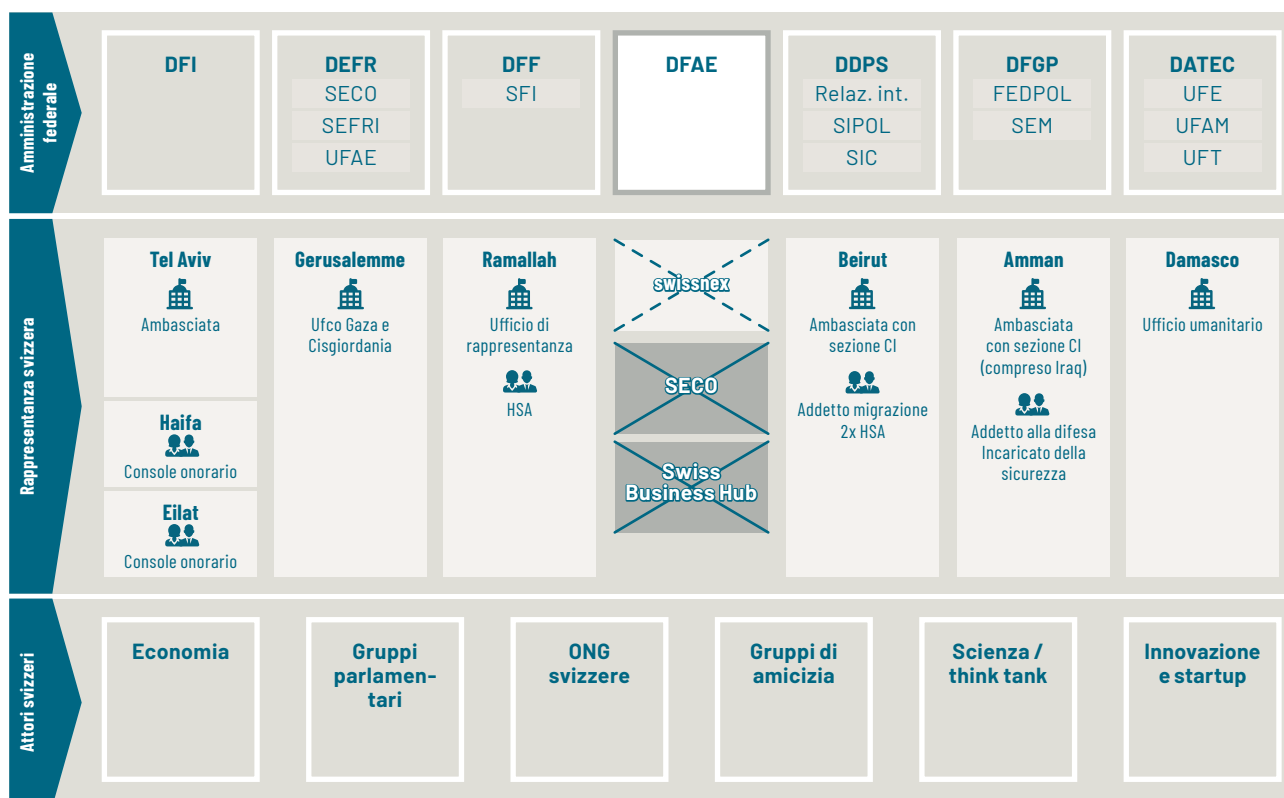 Amministrazione
federale
DFI
DEFR
SECO
SEFRI
UFAE
DFF
SFI
DFAE
DDPS
Relaz. int.
SIPOL
SIC
DFGP
FEDPOL
SEM
DATEC
UFE
UFAM
UFT
Rappresentanza svizzera
Tel Aviv
Ambasciata
Haifa
Console onorario
Eilat
Console onorario
Gerusalemme
Ufco Gaza e
Cisgiordania
Ramallah
Ufficio di
rappresentanza
HSA
swissnex
SECO
Swiss
Business Hub
Beirut
Ambasciata con
sezione CI
Addetto migrazione
2x HSA
Amman
Ambasciata
con sezione CI
(compreso Iraq)
Addetto alla difesa
Incaricato della
sicurezza
Damasco
Ufficio umanitario
Attori svizzeri
Economia
Gruppi
parlamen-
tari
ONG
svizzere
Gruppi di
amicizia
Scienza /
think tank
Innovazione
e startup